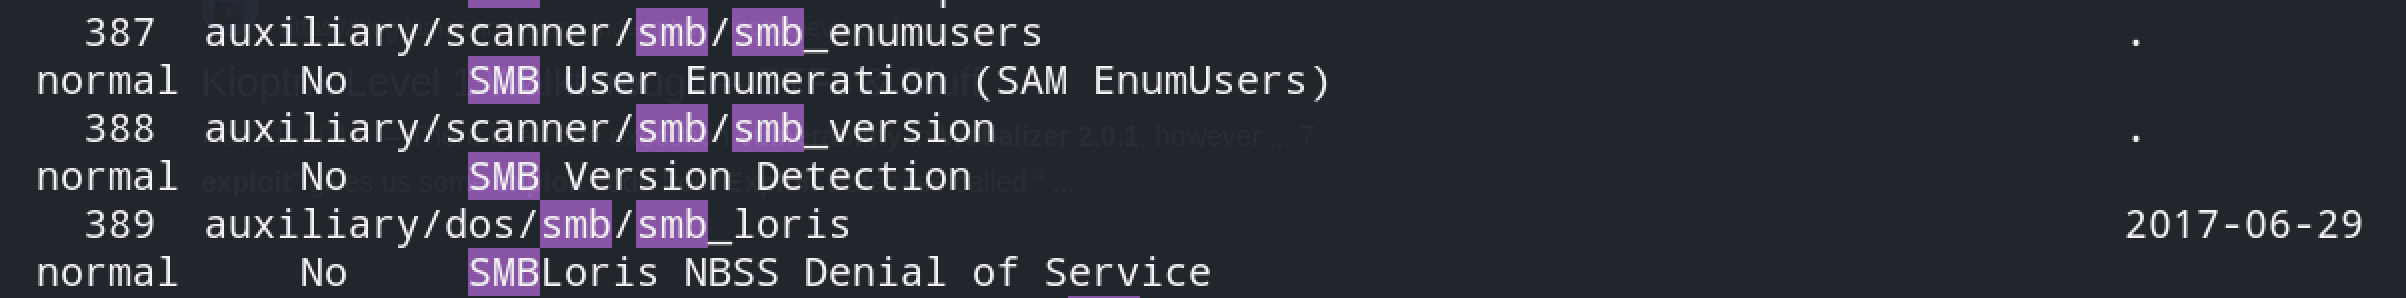 387 auxiliary/scanner/smb/smb_enumusers .
normal No SMB User Enumeration (SAM EnumUsers)
388 auxiliary/scanner/smb/smb_version .
normal No SMB Version Detection
389 auxiliary/dos/smb/smb_loris 2017-06-29
normal No SMBLoris NBSS Denial of Service